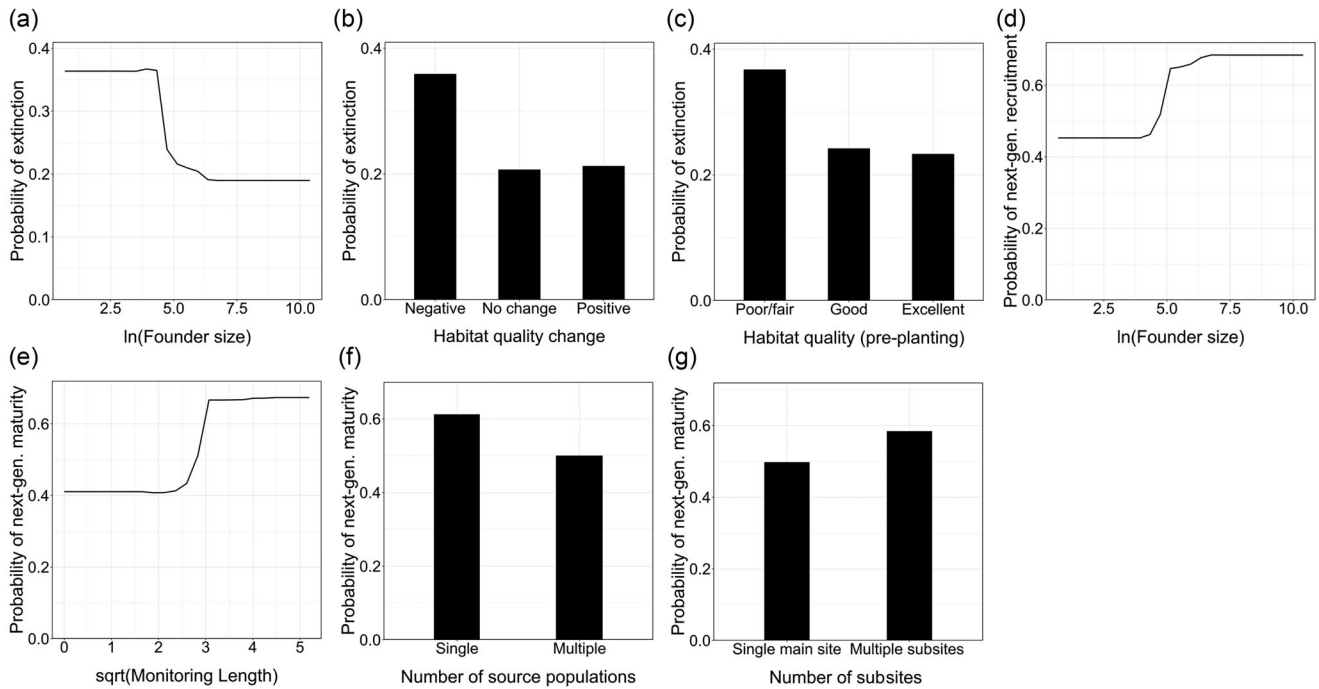 (a)
Probability of extinction
0.4
0.3
0.2
0.1
0.0
2.5 5.0 7.5 10.0
ln(Founder size)
(b)
Probability of extinction
0.4
0.2
0.0
Negative No change Positive
Habitat quality change
(c)
Probability of extinction
0.4
0.2
0.0
Poor/fair Good Excellent
Habitat quality (pre-planting)
(d)
Probability of next-gen. recruitment
0.6
0.4
0.2
0.0
2.5 5.0 7.5 10.0
ln(Founder size)
(e)
Probability of next-gen. maturity
0.6
0.4
0.2
0.0
0 1 2 3 4 5
sqrt(Monitoring Length)
(f)
Probability of next-gen. maturity
0.6
0.4
0.2
0.0
Single Multiple
Number of source populations
(g)
Probability of next-gen. maturity
0.6
0.4
0.2
0.0
Single main site Multiple subsites
Number of subsites